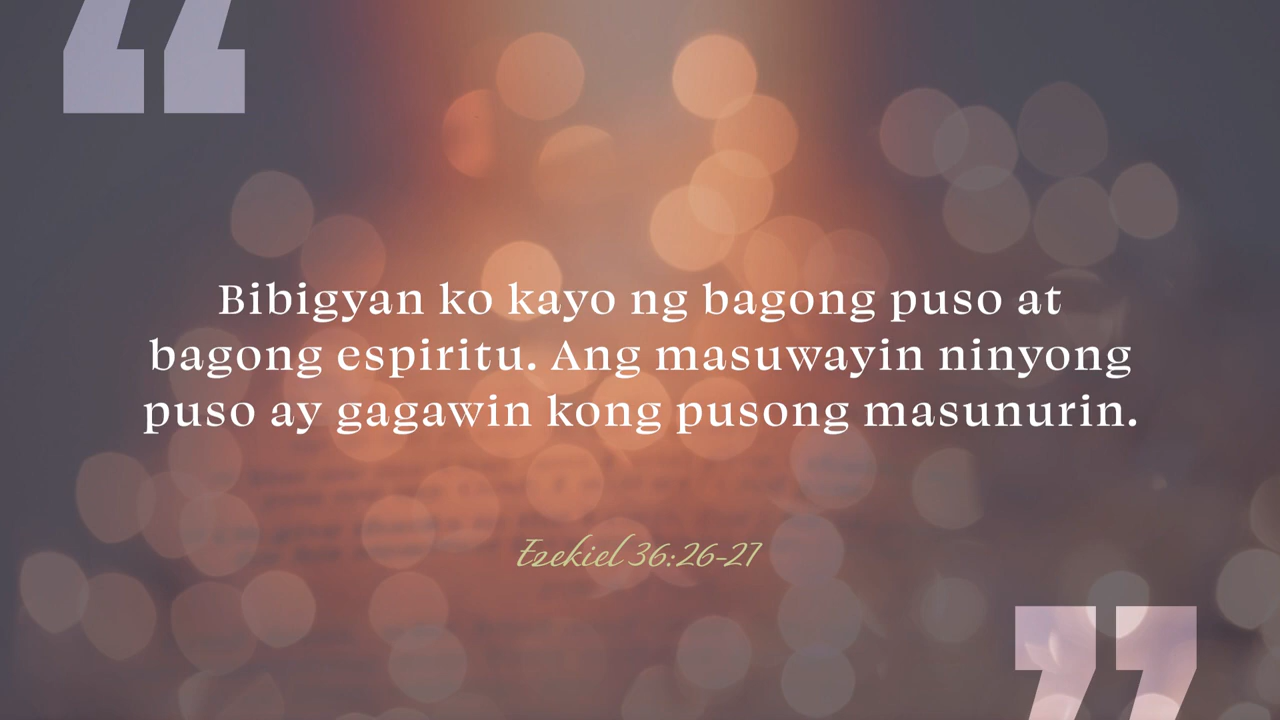 Bibigyan ko kayo ng bagong puso at
bagong espiritu. Ang masuwayin ninyong
puso ay gagawin kong pusong masunurin.
Ezekiel 36:26-27